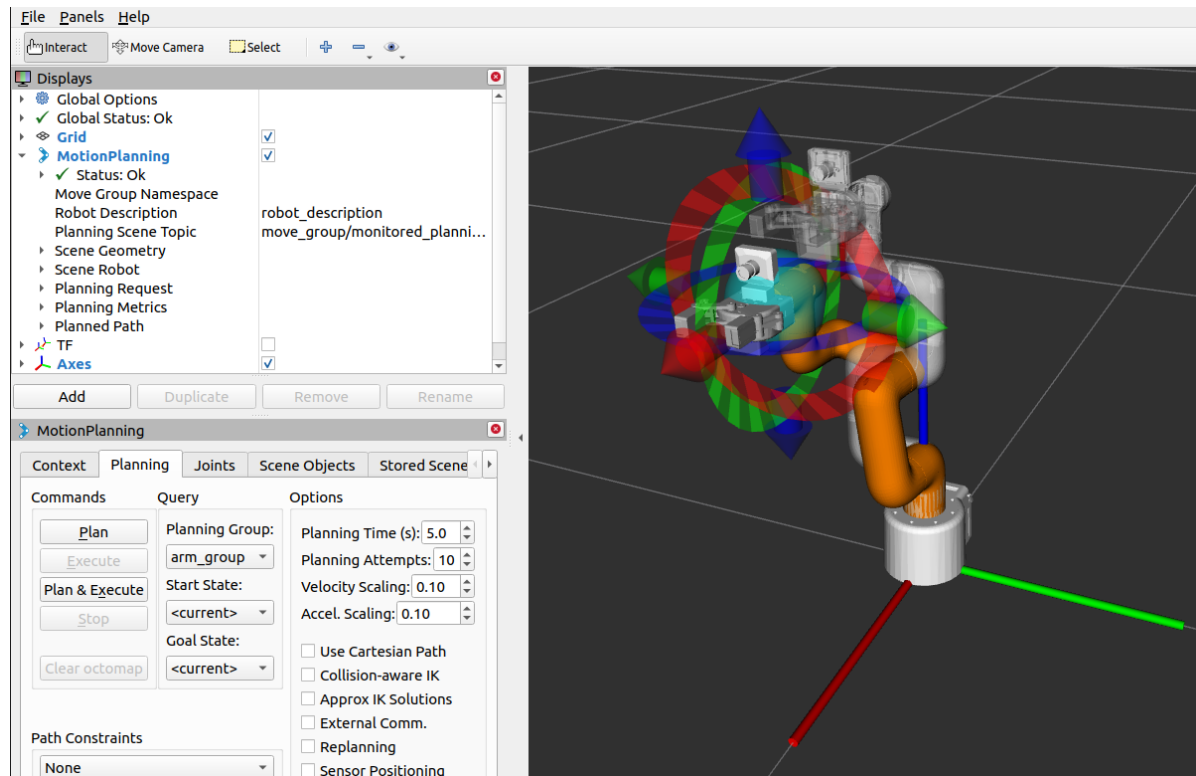 File Panels Help
Interact Move Camera Select
Displays
Global Options
Global Status: Ok
Grid
MotionPlanning
Status: Ok
Move Group Namespace
Robot Description robot_description
Planning Scene Topic move_group/monitored_planni...
Scene Geometry
Scene Robot
Planning Request
Planning Metrics
Planned Path
TF
Axes
Add Duplicate Remove Rename
MotionPlanning
Context Planning Joints Scene Objects Stored Scene
Commands Query Options
Plan Planning Group: Planning Time (s): 5.0
Execute arm_group Planning Attempts: 10
Plan & Execute Start State: Velocity Scaling: 0.10
Stop <current> Accel. Scaling: 0.10
Goal State: Use Cartesian Path
Clear octomap <current> Collision-aware IK
Approx IK Solutions
External Comm.
Path Constraints Replanning
None Sensor Positioning